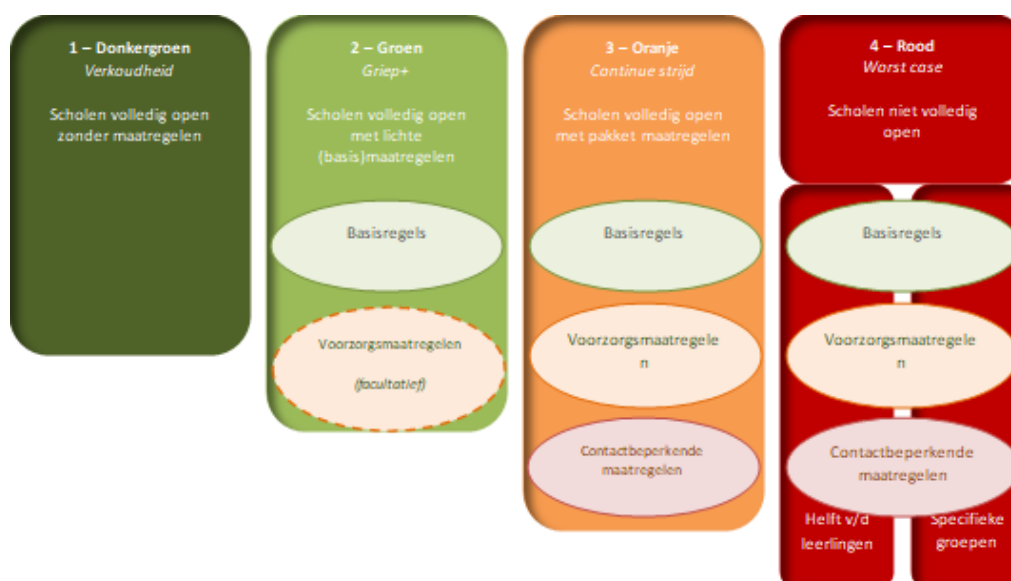 1 – Donkergroen
Verkoudheid
Scholen volledig open
zonder maatregelen
2 – Groen
Griep+
Scholen volledig open
met lichte
(basis)maatregelen
Basisregels
Voorzorgsmaatregelen
(facultatief)
3 – Oranje
Continue strijd
Scholen volledig open
met pakket maatregelen
Basisregels
Voorzorgsmaatregele
n
Contactbeperkende
maatregelen
4 – Rood
Worst case
Scholen niet volledig
open
Basisregels
Voorzorgsmaatregele
n
Contactbeperkende
maatregelen
Helft v/d
leerlingen
Specifieke
groepen